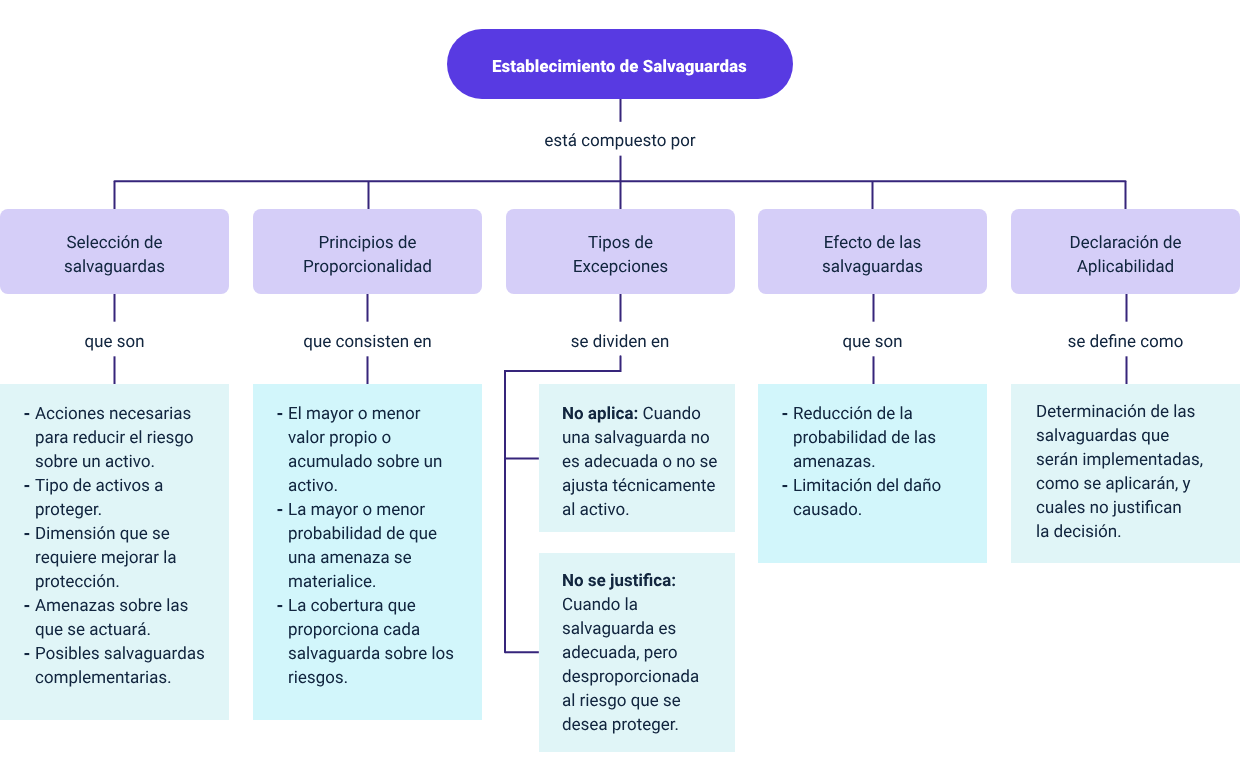 Establecimiento de Salvaguardas
está compuesto por
Selección de
salvaguardas
que son
- Acciones necesarias
para reducir el riesgo
sobre un activo.
- Tipo de activos a
proteger.
- Dimensión que se
requiere mejorar la
protección.
- Amenazas sobre las
que se actuará.
- Posibles salvaguardas
complementarias.
Principios de
Proporcionalidad
que consisten en
- El mayor o menor
valor propio o
acumulado sobre un
activo.
- La mayor o menor
probabilidad de que
una amenaza se
materialice.
- La cobertura que
proporciona cada
salvaguarda sobre los
riesgos.
Tipos de
Excepciones
se dividen en
No aplica: Cuando
una salvaguarda no
es adecuada o no se
ajusta técnicamente
al activo.
No se justifica:
Cuando la
salvaguarda es
adecuada, pero
desproporcionada
al riesgo que se
desea proteger.
Efecto de las
salvaguardas
que son
- Reducción de la
probabilidad de las
amenazas.
- Limitación del daño
causado.
Declaración de
Aplicabilidad
se define como
Determinación de las
salvaguardas que
serán implementadas,
como se aplicarán, y
cuales no justifican
la decisión.